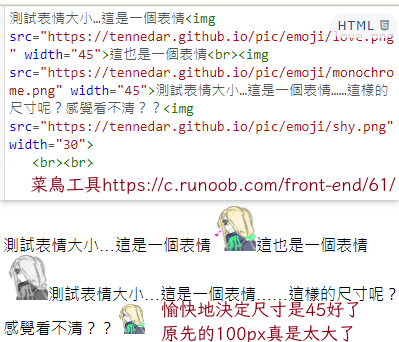 測試表情大小…這是一個表情<img
HTML
src="https://tennedar.github.io/pic/emoji/love.png
" width="45">這也是一個表情<br><img
src="https://tennedar.github.io/pic/emoji/monochro
me.png" width="45">測試表情大小…這是一個表情……這樣的
尺寸呢？感覺看不清？？<img
src="https://tennedar.github.io/pic/emoji/shy.png"
width="30">
<br><br>
菜鳥工具https://c.runoob.com/front-end/61/
測試表情大小…這是一個表情 這也是一個表情
測試表情大小…這是一個表情……這樣的尺寸呢？
感覺看不清？？
愉快地決定尺寸是45好了
原先的100px真是太大了